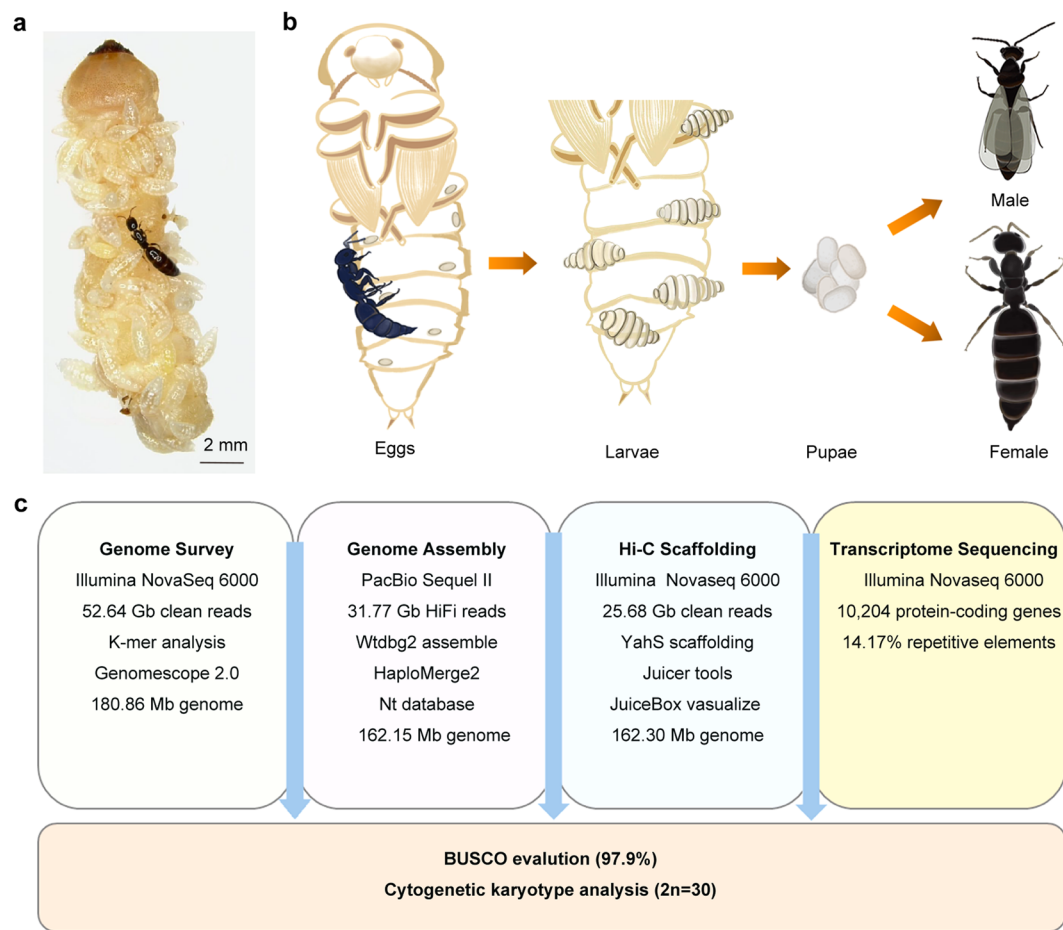 a
2 mm
b
Eggs
Larvae
Pupae
Male
Female
c
Genome Survey
Illumina NovaSeq 6000
52.64 Gb clean reads
K-mer analysis
Genomescope 2.0
180.86 Mb genome
Genome Assembly
PacBio Sequel II
31.77 Gb HiFi reads
Wtdbg2 assemble
HaploMerge2
Nt database
162.15 Mb genome
Hi-C Scaffolding
Illumina Novaseq 6000
25.68 Gb clean reads
YahS scaffolding
Juicer tools
JuiceBox vasualize
162.30 Mb genome
Transcriptome Sequencing
Illumina Novaseq 6000
10,204 protein-coding genes
14.17% repetitive elements
BUSCO evalution (97.9%)
Cytogenetic karyotype analysis (2n=30)